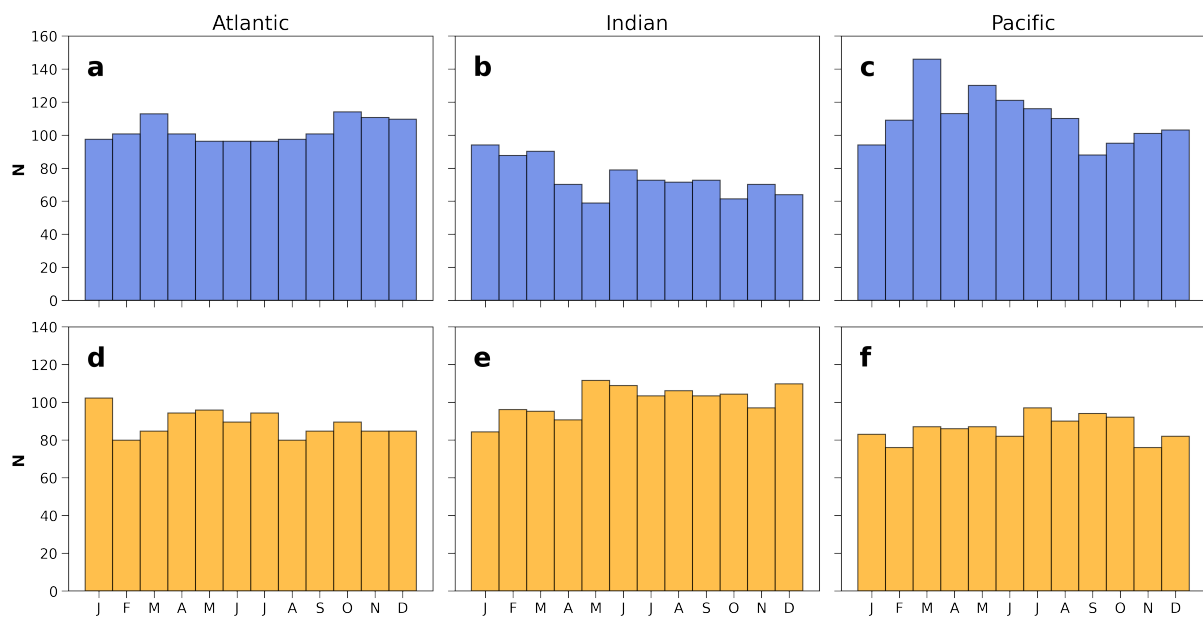 Atlantic Indian Pacific
160
140
120
100
80
60
40
20
0
N
a b c
140
120
100
80
60
40
20
0
N
d e f
J F M A M J J A S O N D J F M A M J J A S O N D J F M A M J J A S O N D